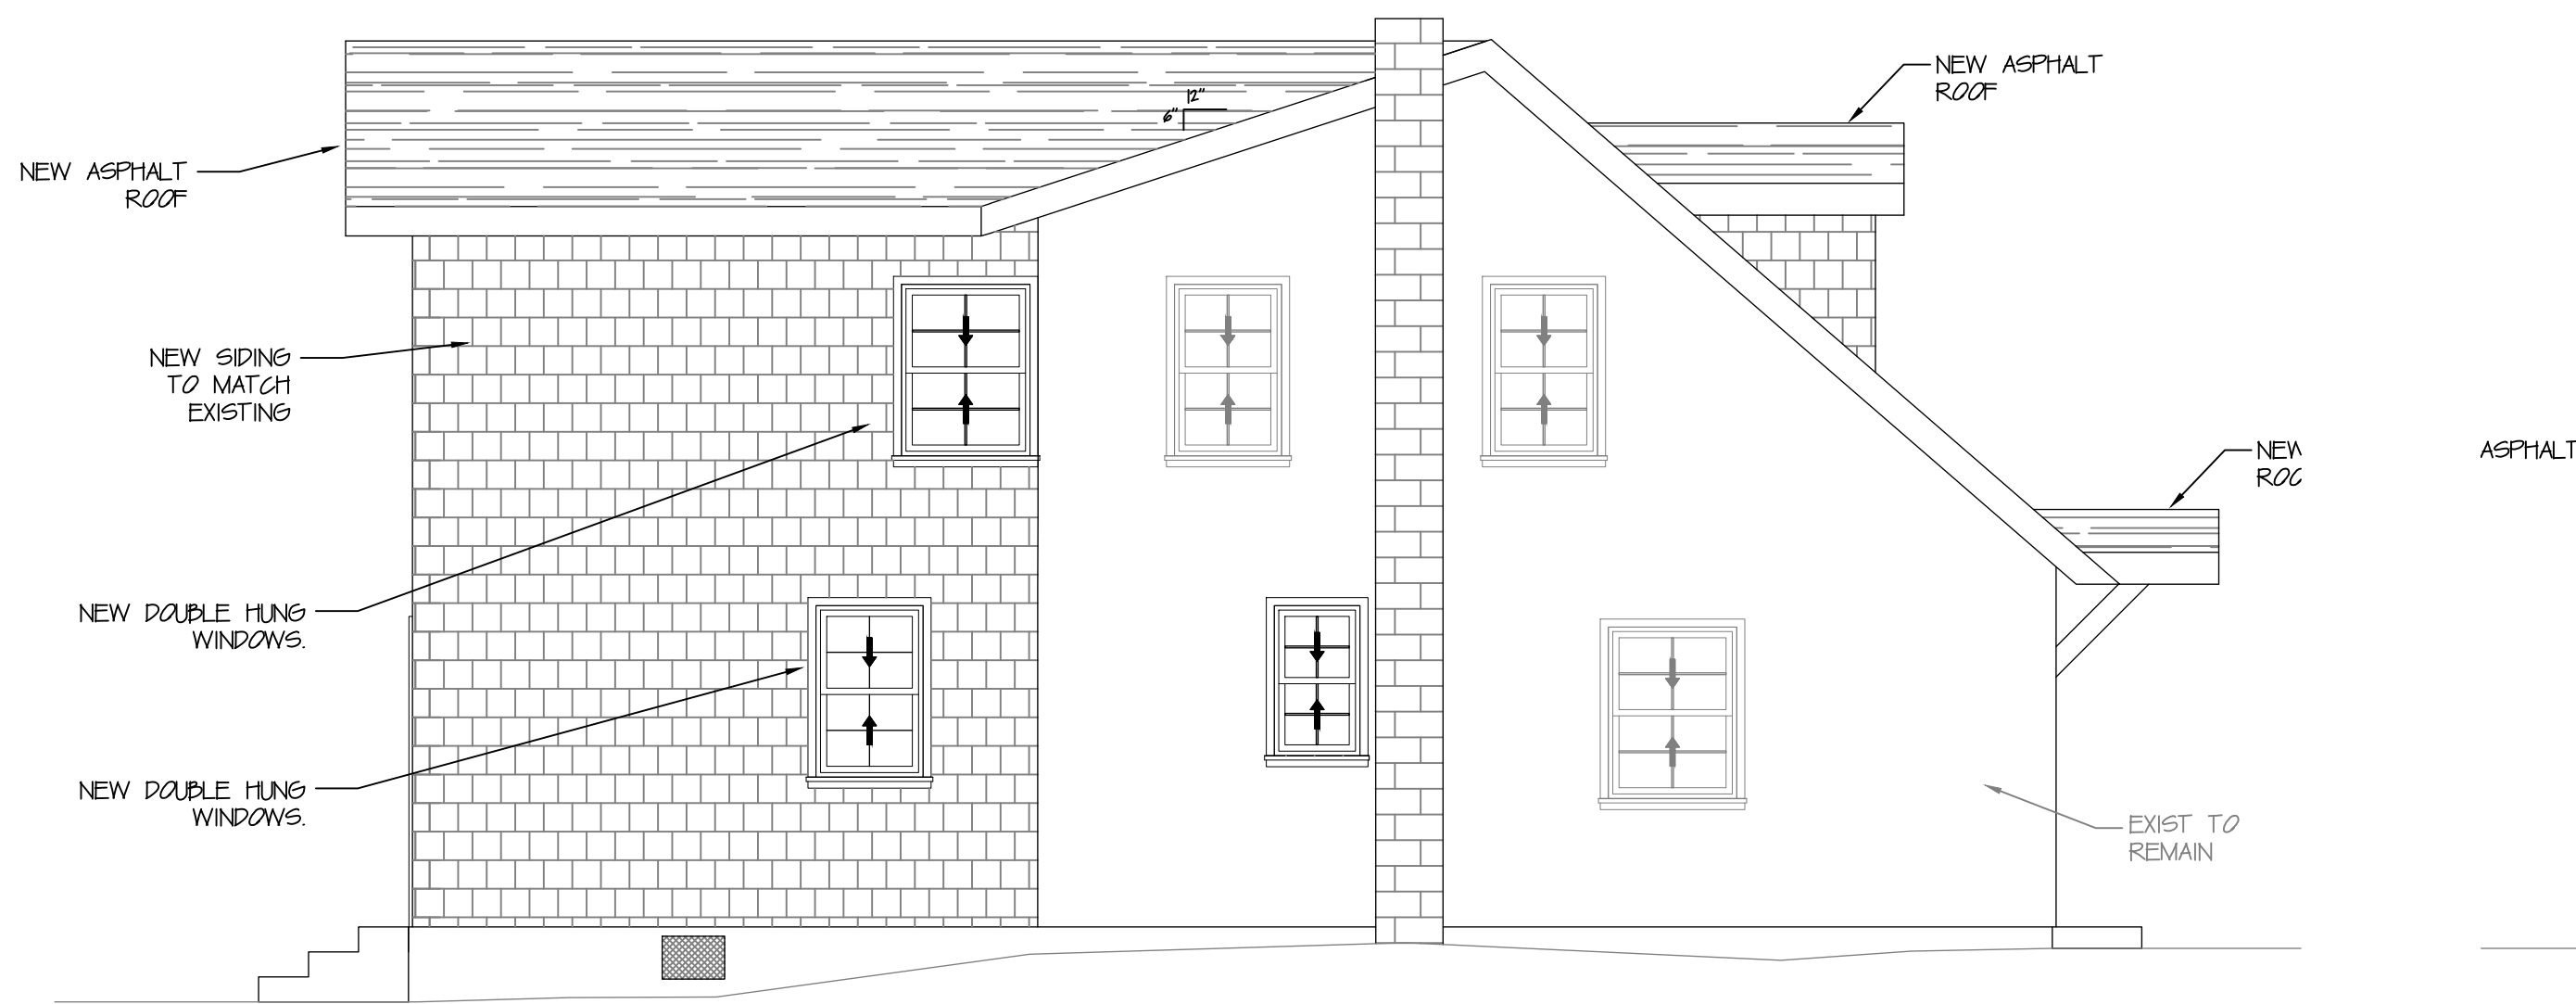 NEW ASPHALT
ROOF
12"
6"
NEW ASPHALT
ROOF
NEW SIDING
TO MATCH
EXISTING
NEW
ASPHALT
NEW DOUBLE HUNG
WINDOWS.
NEW DOUBLE HUNG
WINDOWS.
EXIST TO
REMAIN